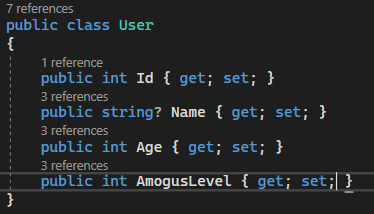 7 references
public class User
{
1 reference
public int Id { get; set; }
3 references
public string? Name { get; set; }
3 references
public int Age { get; set; }
3 references
public int AmogusLevel { get; set; }
}